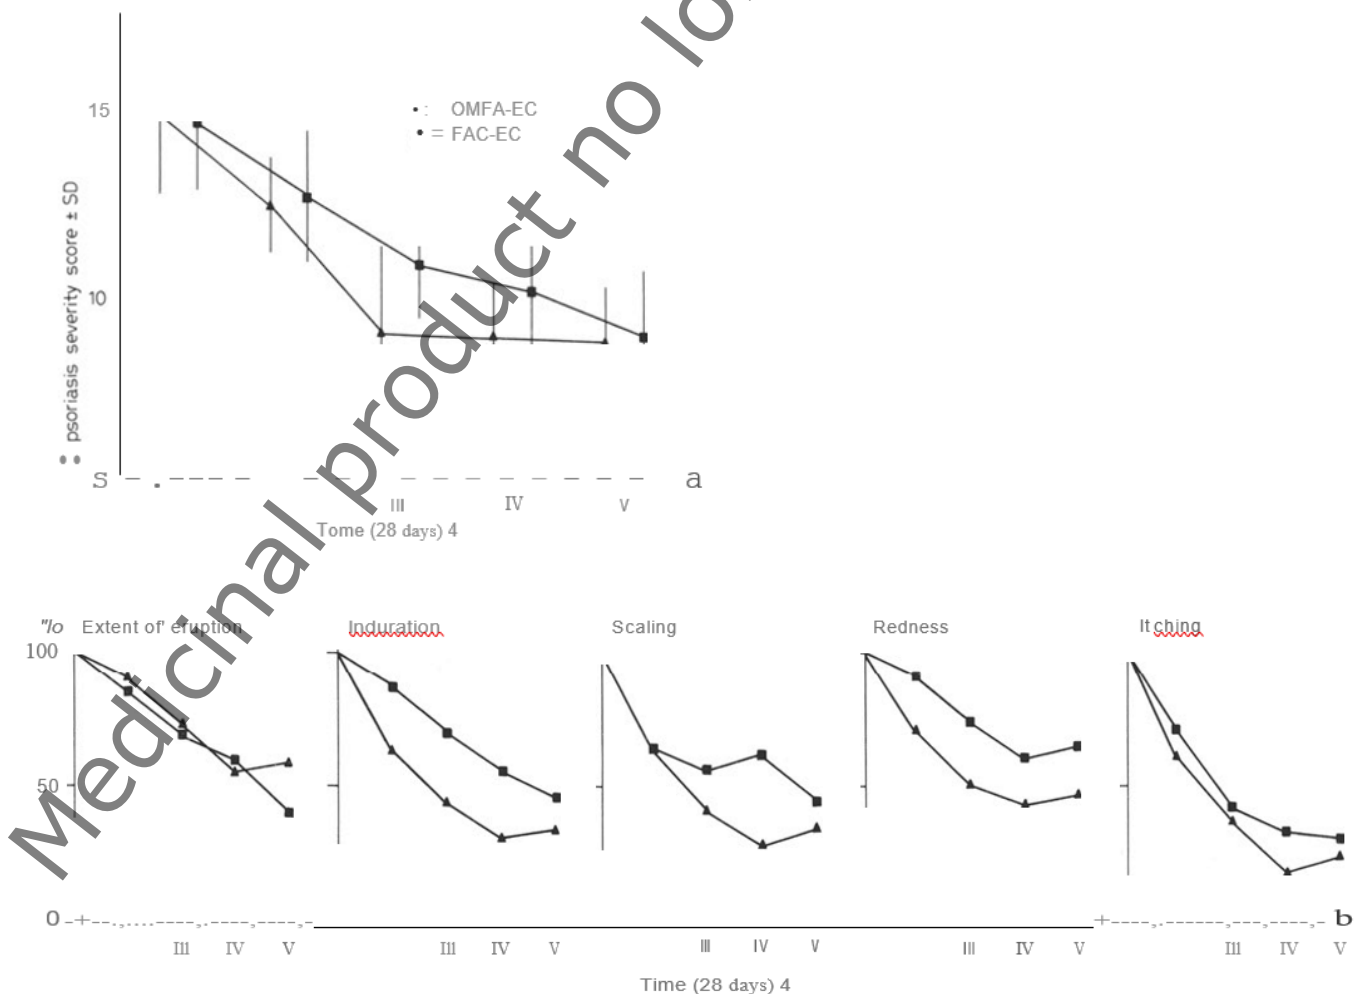 15
•: OMFA-EC
• = FAC-EC
psoriasis severity score ± SD
10
S
a
III IV V
Tome (28 days) 4
"lo Extent of' eruption Induration Scaling Redness It ching
100
50
0 b
III IV V III IV V III IV V III IV V III IV V
Time (28 days) 4
Medicinal product no lo